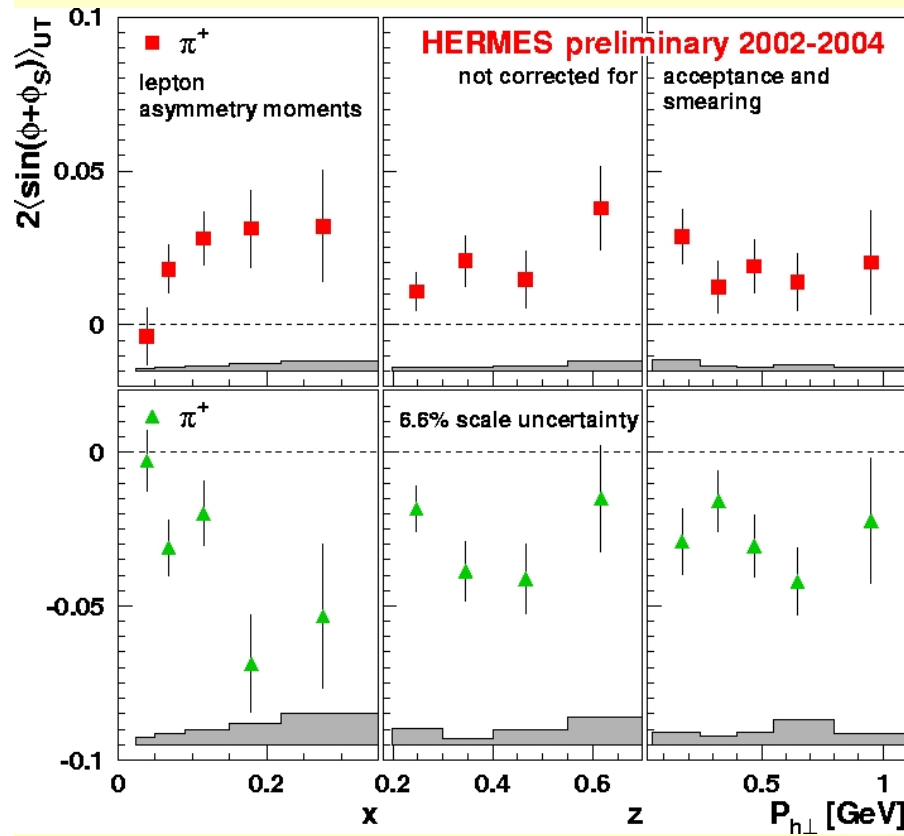 0.1
π+
HERMES preliminary 2002-2004
lepton
asymmetry moments
not corrected for
acceptance and
smearing
2⟨sin(ϕ+ϕS)⟩UT
0.05
0
π+
6.6% scale uncertainty
0
-0.05
-0.1
0 0.2
0.2 0.4 0.6
0.5 1
x
z
Ph⊥ [GeV]